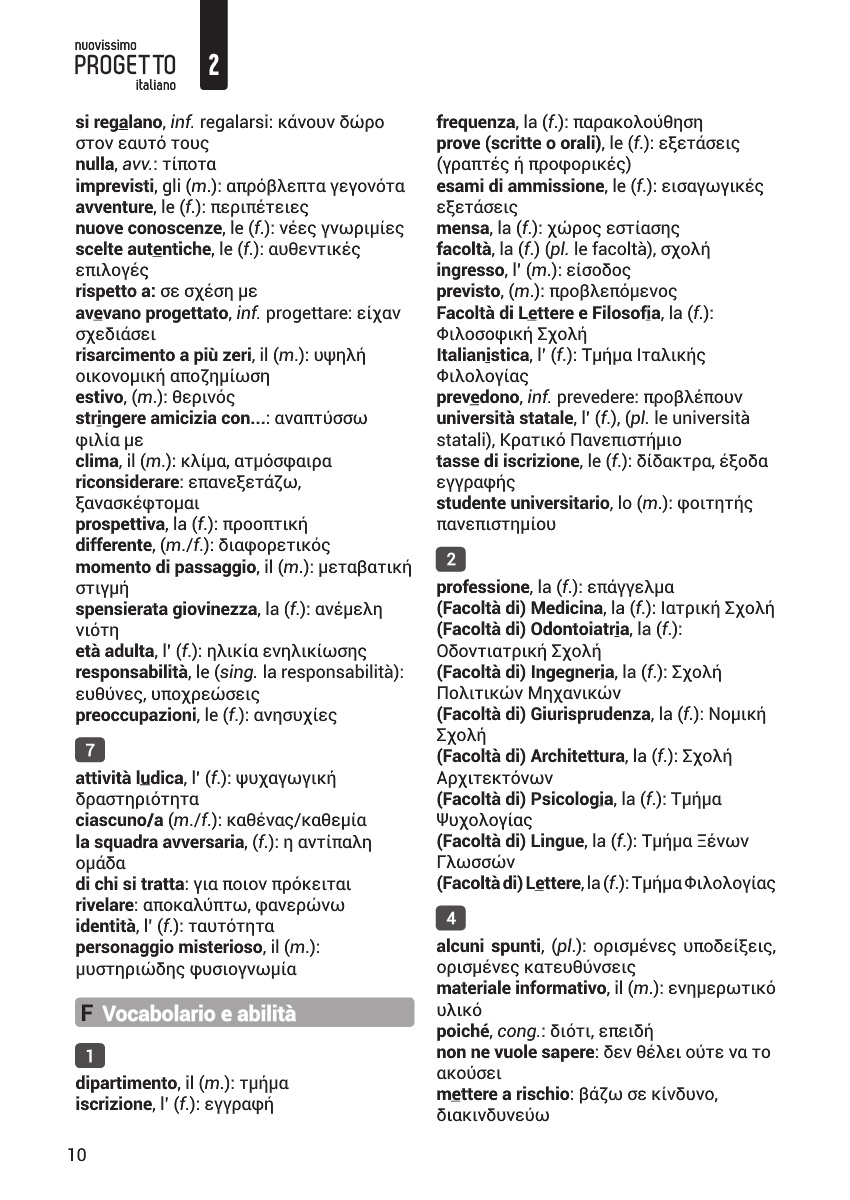 nuovissimo
PROGETTO
italiano
2
si regalano, inf. regalarsi: κάνουν δώρο
στον εαυτό τους
nulla, avv.: τίποτα
imprevisti, gli (m.): απρόβλεπτα γεγονότα
avventure, le (f.): περιπέτειες
nuove conoscenze, le (f.): νέες γνωριμίες
scelte autentiche, le (f.): αυθεντικές
επιλογές
rispetto a: σε σχέση με
avevano progettato, inf. progettare: είχαν
σχεδιάσει
risarcimento a più zeri, il (m.): υψηλή
οικονομική αποζημίωση
estivo, (m.): θερινός
stringere amicizia con...: αναπτύσσω
φιλία με
clima, il (m.): κλίμα, ατμόσφαιρα
riconsiderare: επανεξετάζω,
ξανασκέφτομαι
prospettiva, la (f.): προοπτική
differente, (m./f.): διαφορετικός
momento di passaggio, il (m.): μεταβατική
στιγμή
spensierata giovinezza, la (f.): ανέμελη
νιότη
età adulta, l' (f.): ηλικία ενηλικίωσης
responsabilità, le (sing. la responsabilità):
ευθύνες, υποχρεώσεις
preoccupazioni, le (f.): ανησυχίες
7
attività ludica, l' (f.): ψυχαγωγική
δραστηριότητα
ciascuno/a (m./f.): καθένας/καθεμία
la squadra avversaria, (f.): η αντίπαλη
ομάδα
di chi si tratta: για ποιον πρόκειται
rivelare: αποκαλύπτω, φανερώνω
identità, l' (f.): ταυτότητα
personaggio misterioso, il (m.):
μυστηριώδης φυσιογνωμία
F Vocabolario e abilità
1
dipartimento, il (m.): τμήμα
iscrizione, l' (f.): εγγραφή
frequenza, la (f.): παρακολούθηση
prove (scritte o orali), le (f.): εξετάσεις
(γραπτές ή προφορικές)
esami di ammissione, le (f.): εισαγωγικές
εξετάσεις
mensa, la (f.): χώρος εστίασης
facoltà, la (f.) (pl. le facoltà), σχολή
ingresso, l' (m.): είσοδος
previsto, (m.): προβλεπόμενος
Facoltà di Lettere e Filosofia, la (f.):
Φιλοσοφική Σχολή
Italianistica, l' (f.): Τμήμα Ιταλικής
Φιλολογίας
prevedono, inf. prevedere: προβλέπουν
università statale, l' (f.), (pl. le università
statali), Κρατικό Πανεπιστήμιο
tasse di iscrizione, le (f.): δίδακτρα, έξοδα
εγγραφής
studente universitario, lo (m.): φοιτητής
πανεπιστημίου
2
professione, la (f.): επάγγελμα
(Facoltà di) Medicina, la (f.): Ιατρική Σχολή
(Facoltà di) Odontoiatria, la (f.):
Οδοντιατρική Σχολή
(Facoltà di) Ingegneria, la (f.): Σχολή
Πολιτικών Μηχανικών
(Facoltà di) Giurisprudenza, la (f.): Νομική
Σχολή
(Facoltà di) Architettura, la (f.): Σχολή
Αρχιτεκτόνων
(Facoltà di) Psicologia, la (f.): Τμήμα
Ψυχολογίας
(Facoltà di) Lingue, la (f.): Τμήμα Ξένων
Γλωσσών
(Facoltà di) Lettere, la (f.): Τμήμα Φιλολογίας
4
alcuni spunti, (pl.): ορισμένες υποδείξεις,
ορισμένες κατευθύνσεις
materiale informativo, il (m.): ενημερωτικό
υλικό
poiché, cong.: διότι, επειδή
non ne vuole sapere: δεν θέλει ούτε να το
ακούσει
mettere a rischio: βάζω σε κίνδυνο,
διακινδυνεύω
10